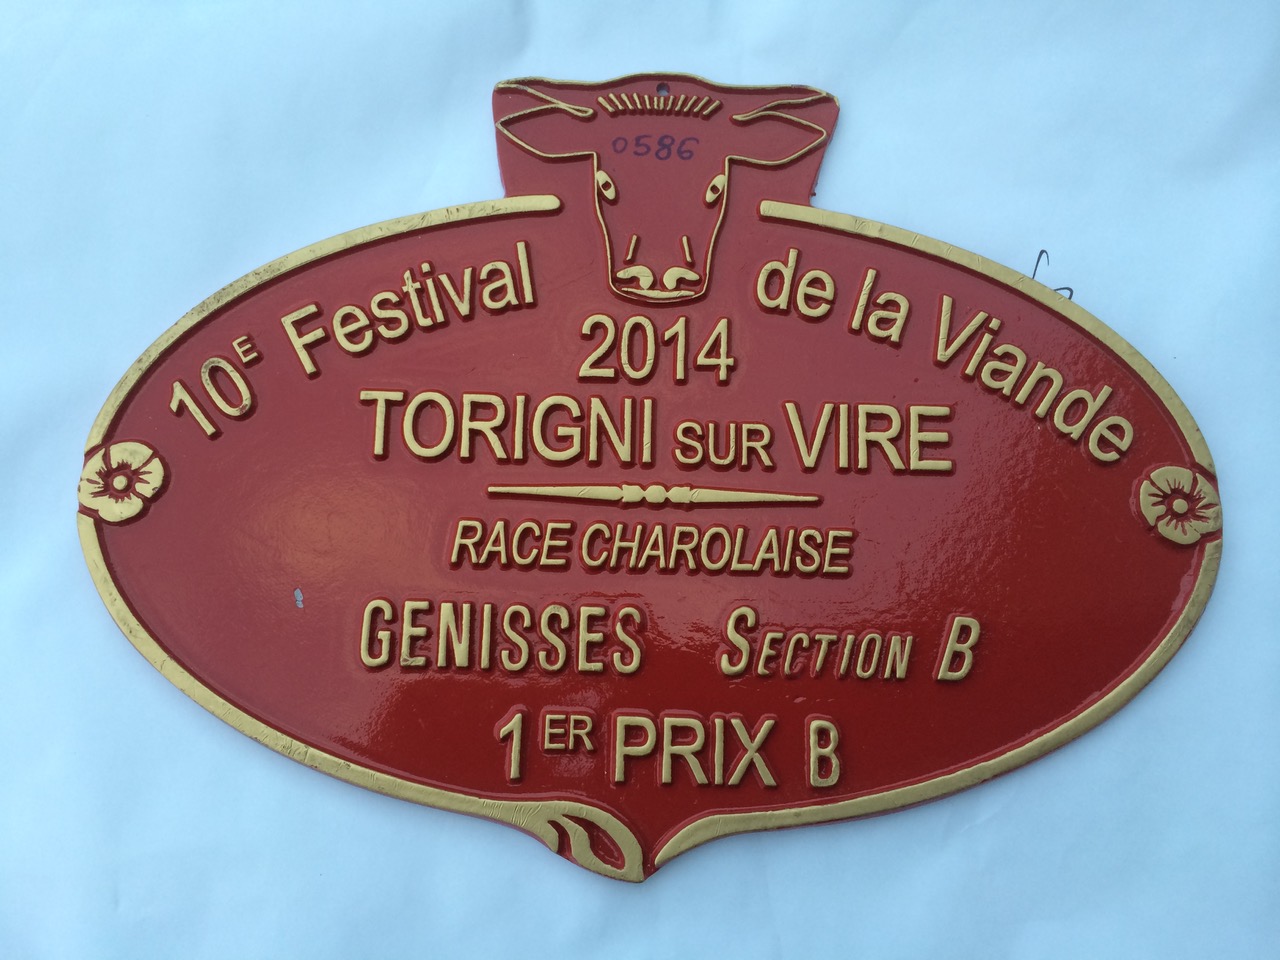 0586
10E Festival de la Viande
2014
TORIGNI SUR VIRE
RACE CHAROLAISE
GENISSES SECTION B
1ER PRIX B